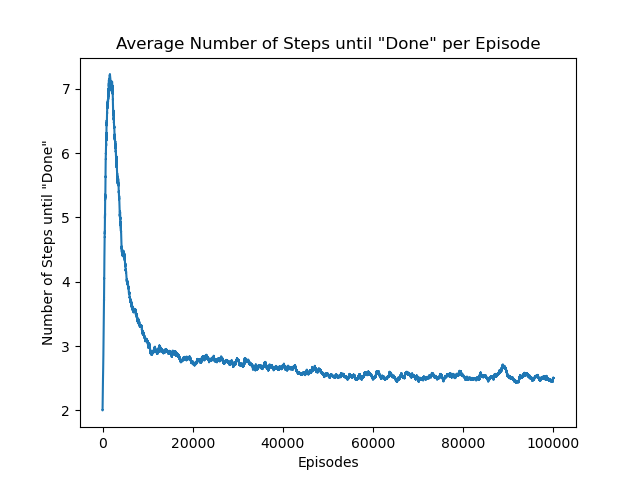 Average Number of Steps until "Done" per Episode
Number of Steps until "Done"
7
6
5
4
3
2
0 20000 40000 60000 80000 100000
Episodes